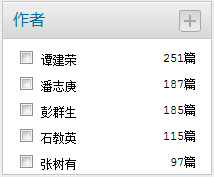 作者
谭建荣 251篇
潘志庚 187篇
彭群生 185篇
石教英 115篇
张树有 97篇